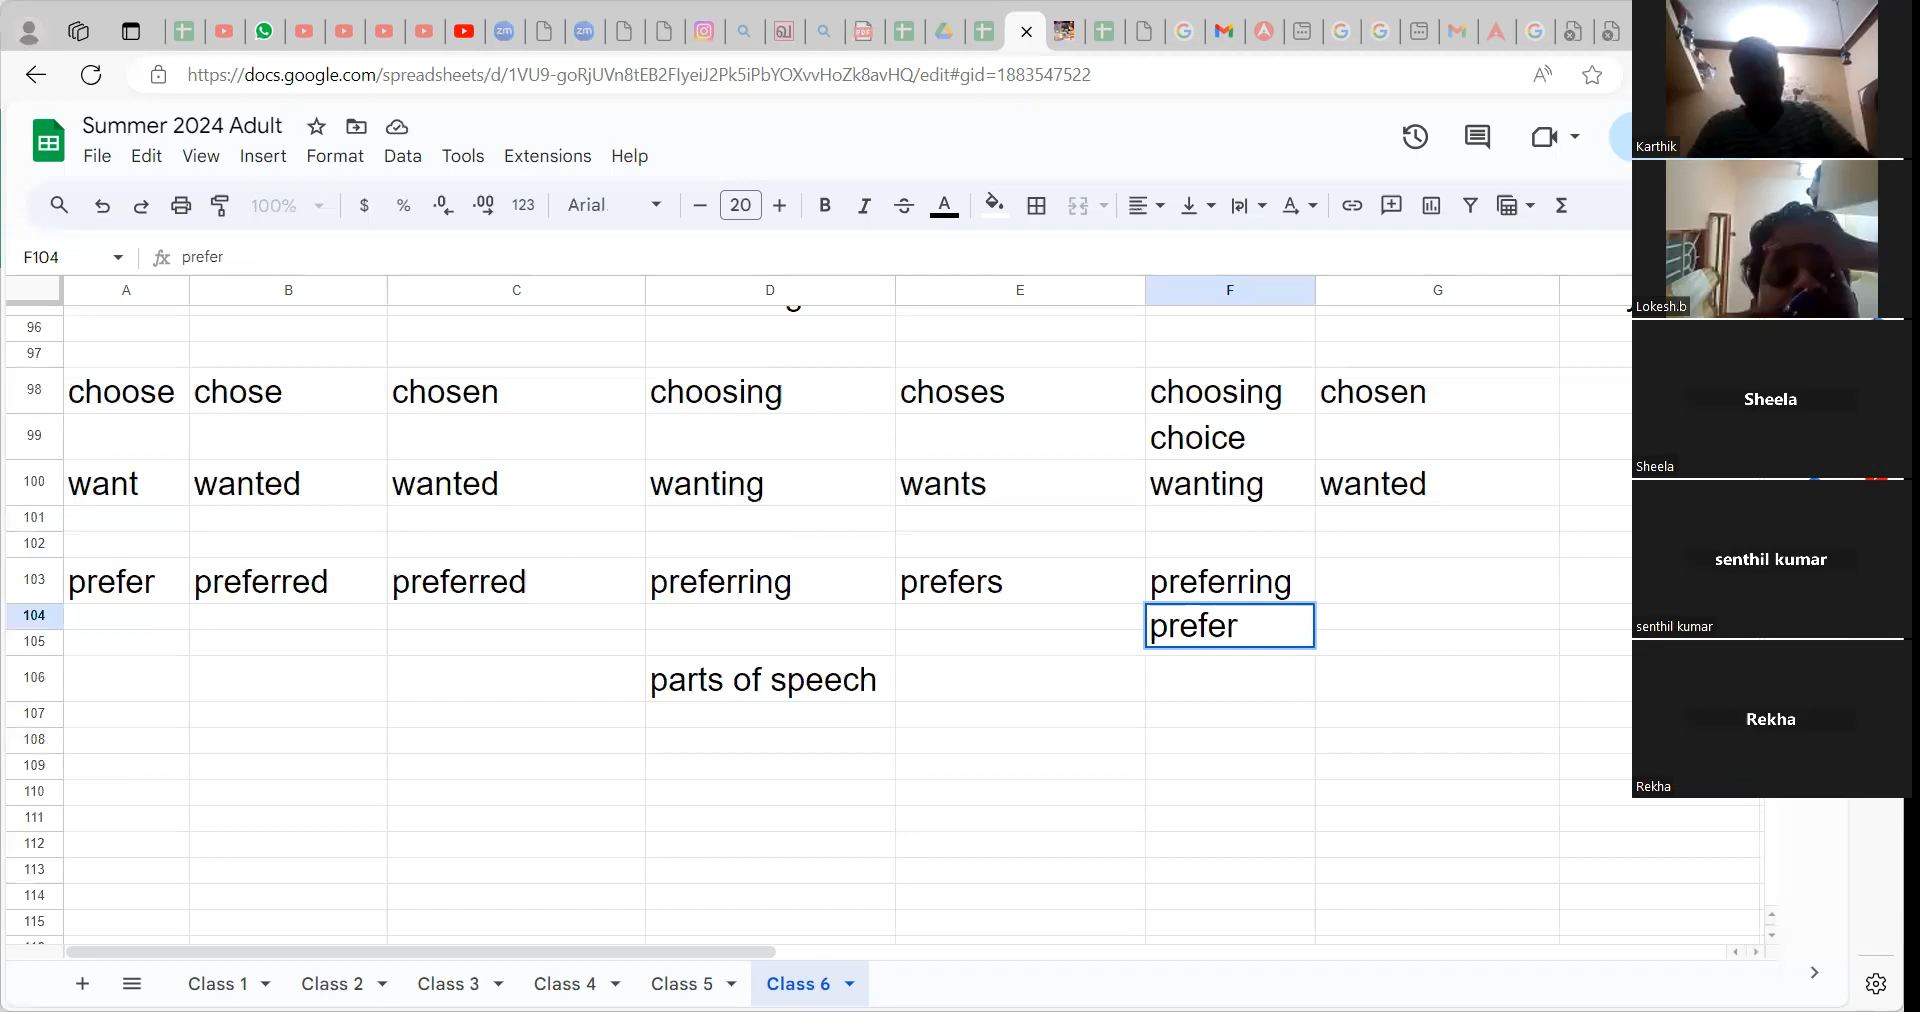 https://docs.google.com/spreadsheets/d/1VU9-goRjUVn8tEB2FIyeiJ2Pk5iPbYOXvvHoZk8avHQ/edit#gid=1883547522
Summer 2024 Adult
File Edit View Insert Format Data Tools Extensions Help
100% $ % .0 .00 123 Arial 20 B I A
F104 fx prefer
A B C D E F G
96
97
98 choose chose chosen choosing choses choosing chosen
99 choice
100 want wanted wanted wanting wants wanting wanted
101
102
103 prefer preferred preferred preferring prefers preferring
104 prefer
105
106 parts of speech
107
108
109
110
111
112
113
114
115
Class 1 Class 2 Class 3 Class 4 Class 5 Class 6
Karthik
Lokesh.b
Sheela
Sheela
senthil kumar
senthil kumar
Rekha
Rekha